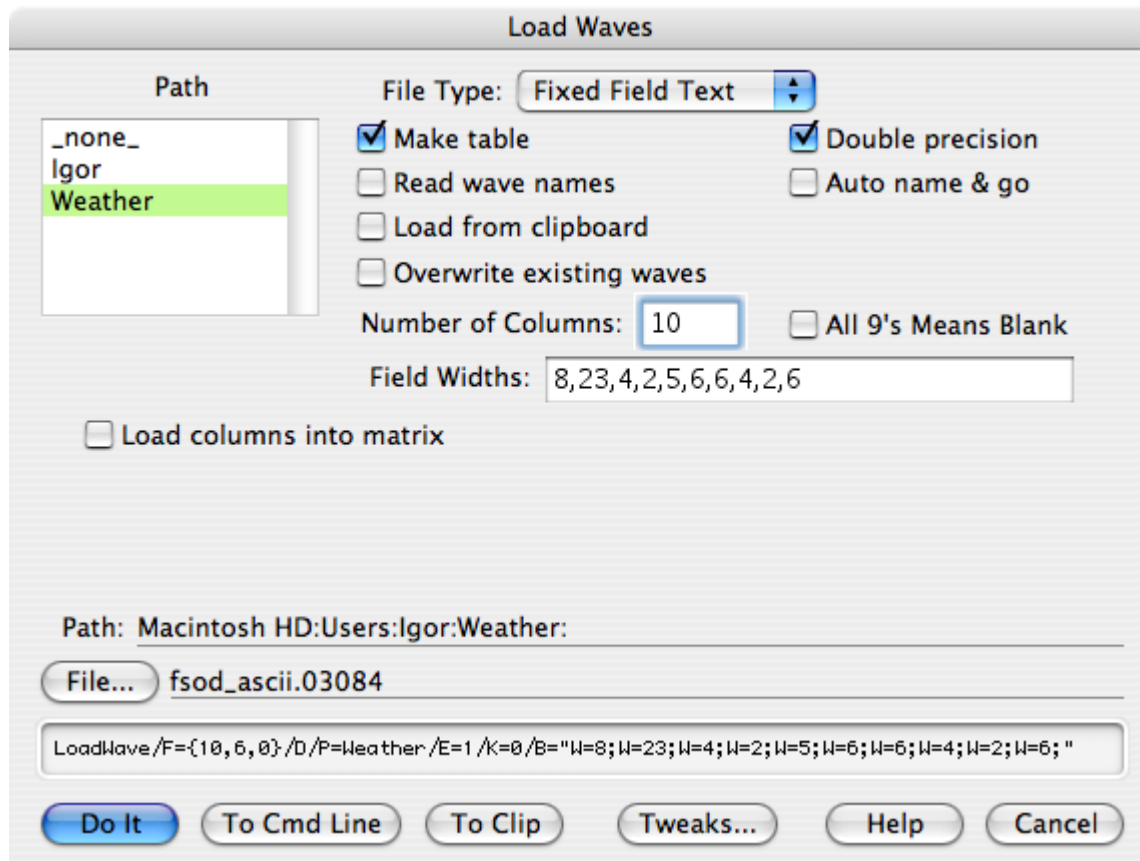 Load Waves
Path
File Type: Fixed Field Text
_none_
Igor
Weather
Make table
Double precision
Read wave names
Auto name & go
Load from clipboard
Overwrite existing waves
Number of Columns: 10
All 9's Means Blank
Field Widths: 8,23,4,2,5,6,6,4,2,6
Load columns into matrix
Path: Macintosh HD:Users:Igor:Weather:
File... fsod_ascii.03084
LoadWave/F={10,6,0}/D/P=Weather/E=1/K=0/B="W=8;W=23;W=4;W=2;W=5;W=6;W=6;W=4;W=2;W=6;"
Do It To Cmd Line To Clip Tweaks... Help Cancel